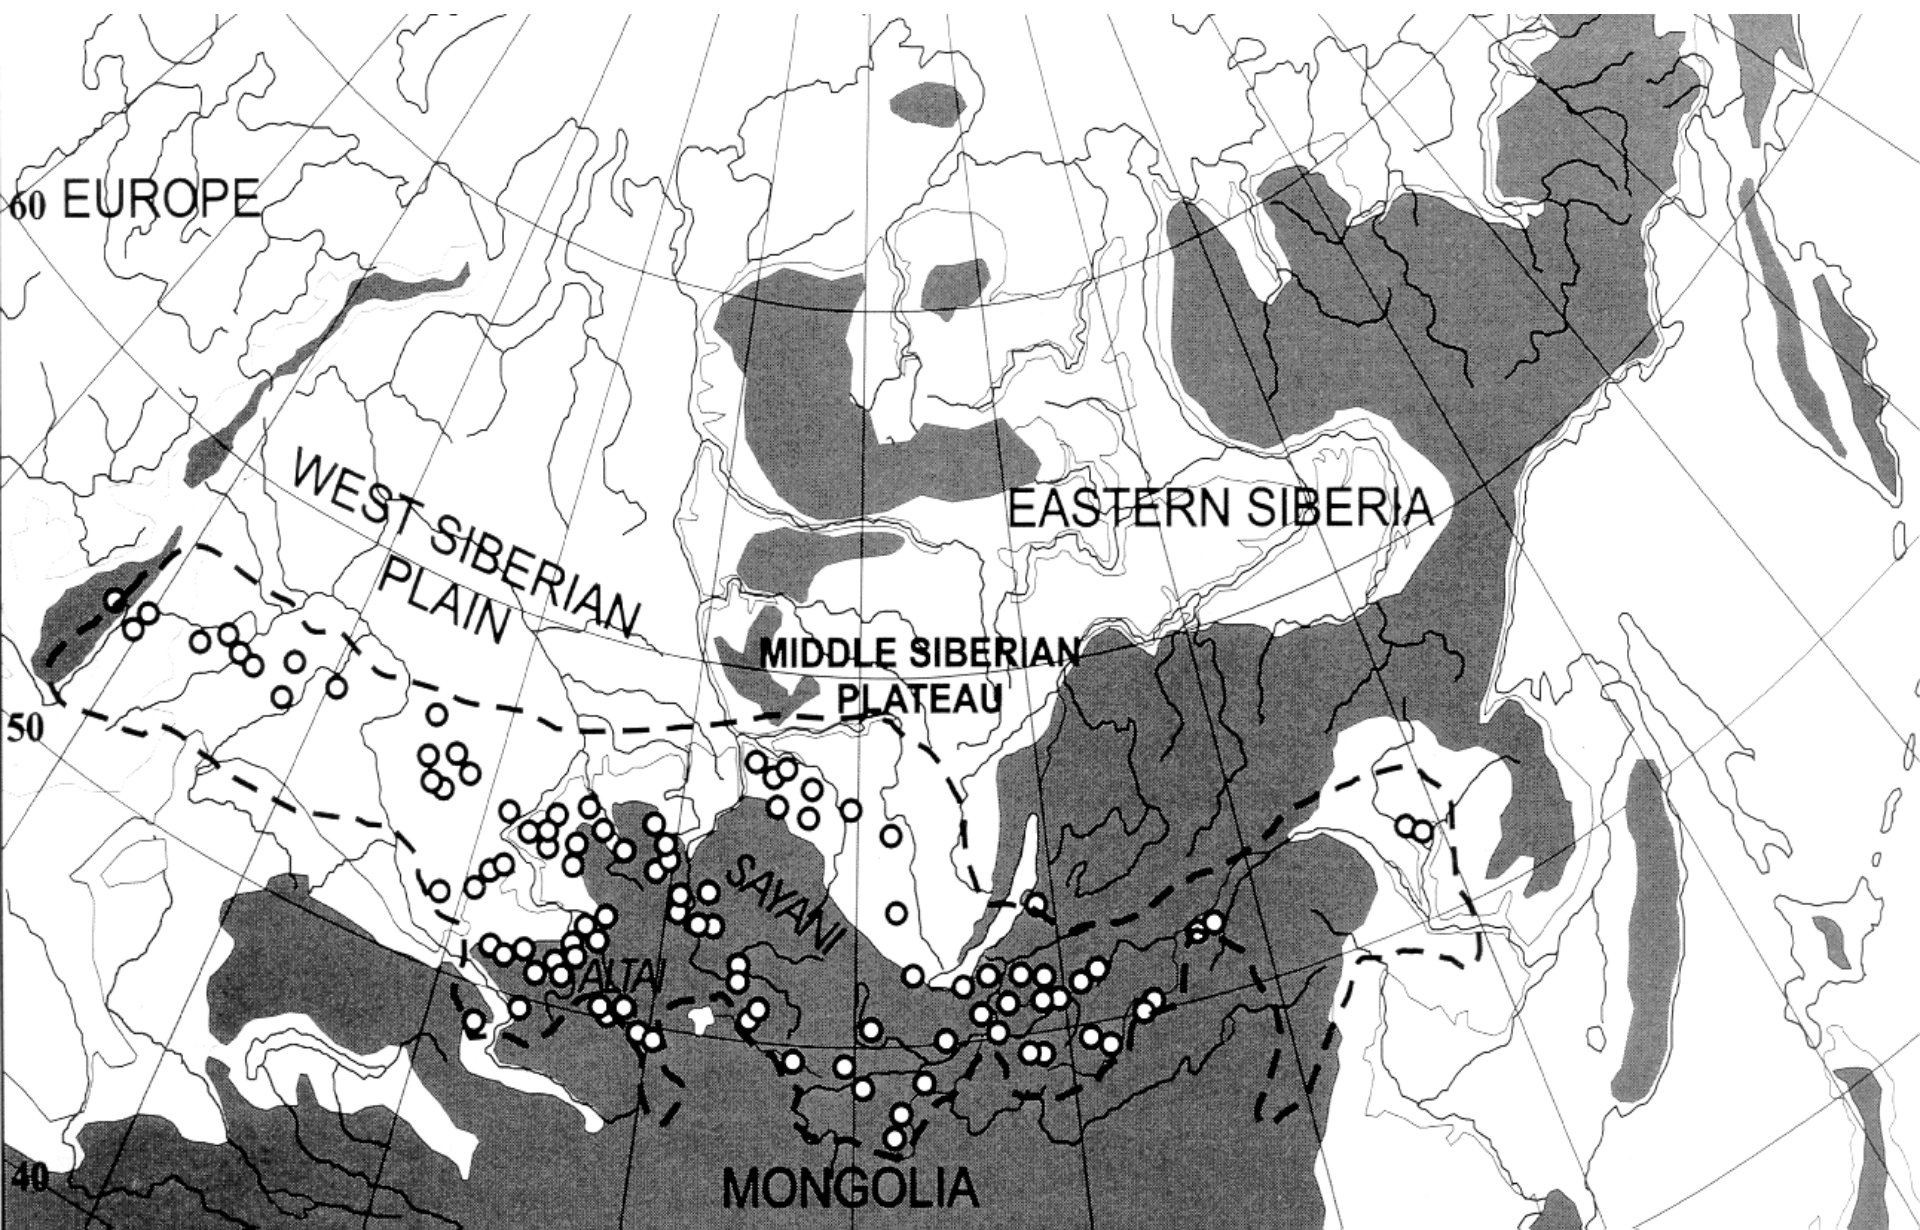 60 EUROPE
WEST SIBERIAN
PLAIN
EASTERN SIBERIA
MIDDLE SIBERIAN
PLATEAU
50
SAYANI
ALTAI
40
MONGOLIA